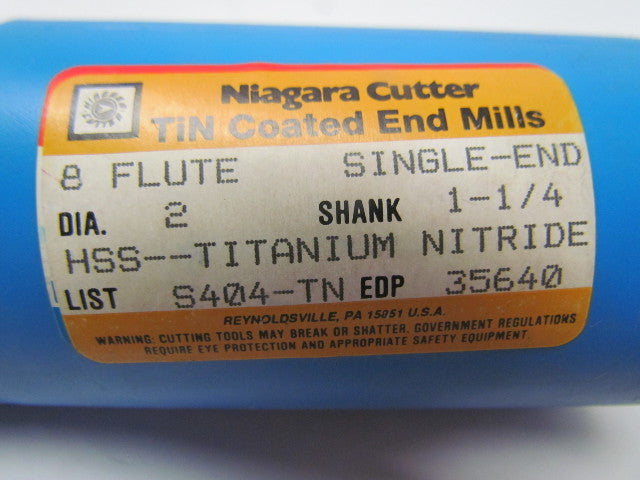 Niagara Cutter
TiN Coated End Mills
8 FLUTE SINGLE-END
DIA. 2 SHANK 1-1/4
HSS--TITANIUM NITRIDE
LIST S404-TN EDP 35640
REYNOLDSVILLE, PA 15851 U.S.A.
WARNING: CUTTING TOOLS MAY BREAK OR SHATTER. GOVERNMENT REGULATIONS
REQUIRE EYE PROTECTION AND APPROPRIATE SAFETY EQUIPMENT.